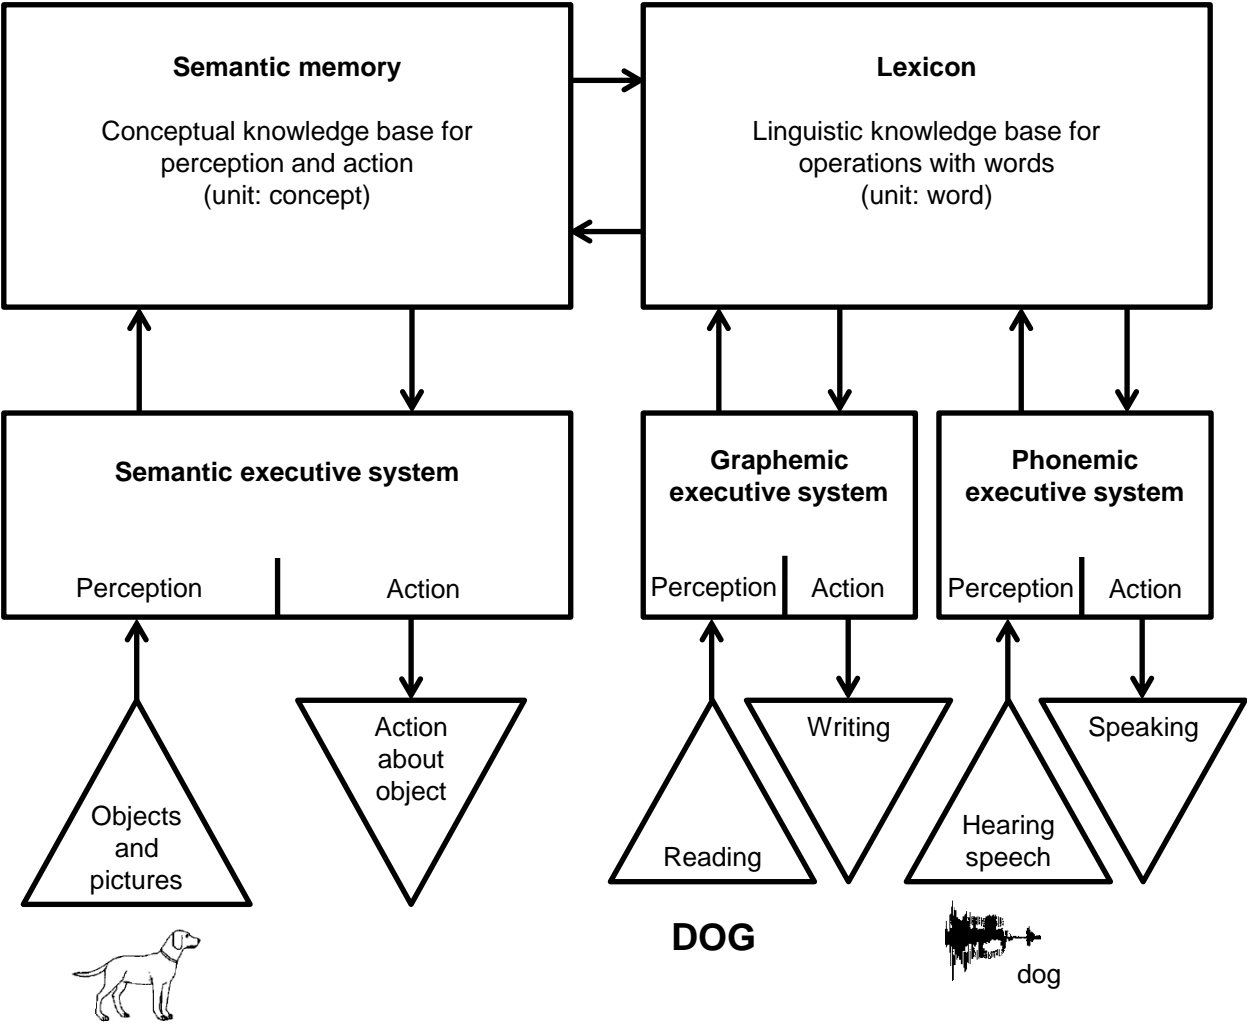 Semantic memory
Conceptual knowledge base for
perception and action
(unit: concept)
Lexicon
Linguistic knowledge base for
operations with words
(unit: word)
Semantic executive system
Perception
Action
Graphemic
executive system
Perception
Action
Phonemic
executive system
Perception
Action
Objects
and
pictures
Action
about
object
Reading
Writing
Hearing
speech
Speaking
DOG
dog